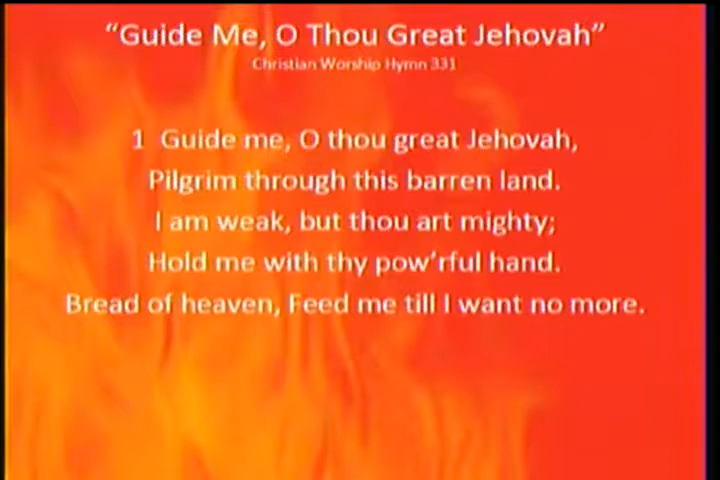 “Guide Me, O Thou Great Jehovah”
Christian Worship Hymn 331
1 Guide me, O thou great Jehovah,
Pilgrim through this barren land.
I am weak, but thou art mighty;
Hold me with thy pow’rful hand.
Bread of heaven, Feed me till I want no more.